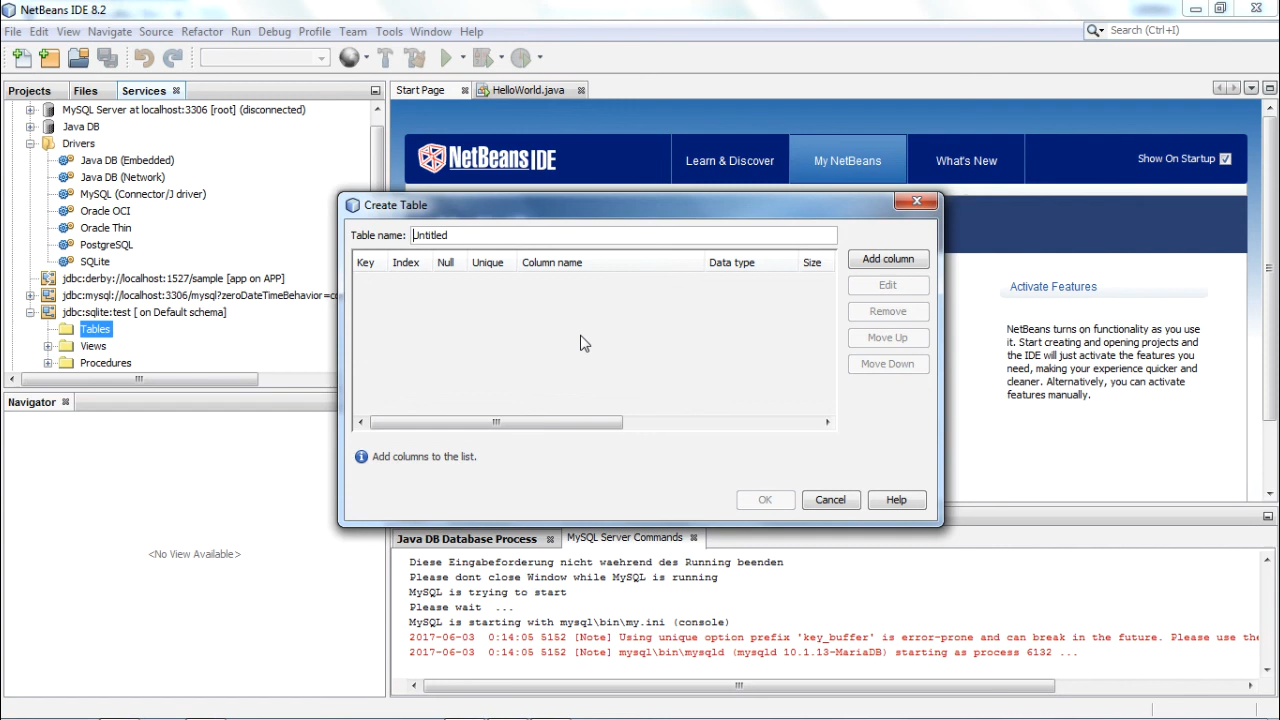 NetBeans IDE 8.2
File Edit View Navigate Source Refactor Run Debug Profile Team Tools Window Help
Search (Ctrl+I)
Projects Files Services
Start Page HelloWorld.java
MySQL Server at localhost:3306 [root] (disconnected)
Java DB
Drivers
Java DB (Embedded)
Java DB (Network)
MySQL (Connector/J driver)
Oracle OCI
Oracle Thin
PostgreSQL
SQLite
jdbc:derby://localhost:1527/sample [app on APP]
jdbc:mysql://localhost:3306/mysql?zeroDateTimeBehavior=co
jdbc:sqlite:test [ on Default schema]
Tables
Views
Procedures
Navigator
<No View Available>
NetBeans IDE
Learn & Discover My NetBeans What's New
Show On Startup
Activate Features
NetBeans turns on functionality as you use
it. Start creating and opening projects and
the IDE will just activate the features you
need, making your experience quicker and
cleaner. Alternatively, you can activate
features manually.
Create Table
Table name: Untitled
Key Index Null Unique Column name Data type Size
Add column
Edit
Remove
Move Up
Move Down
Add columns to the list.
OK Cancel Help
Java DB Database Process MySQL Server Commands
Diese Eingabeforderung nicht waehrend des Running beenden
Please dont close Window while MySQL is running
MySQL is trying to start
Please wait ...
MySQL is starting with mysql\bin\my.ini (console)
2017-06-03 0:14:05 5152 [Note] Using unique option prefix 'key_buffer' is error-prone and can break in the future. Please use the
2017-06-03 0:14:05 5152 [Note] mysql\bin\mysqld (mysqld 10.1.13-MariaDB) starting as process 6132 ...